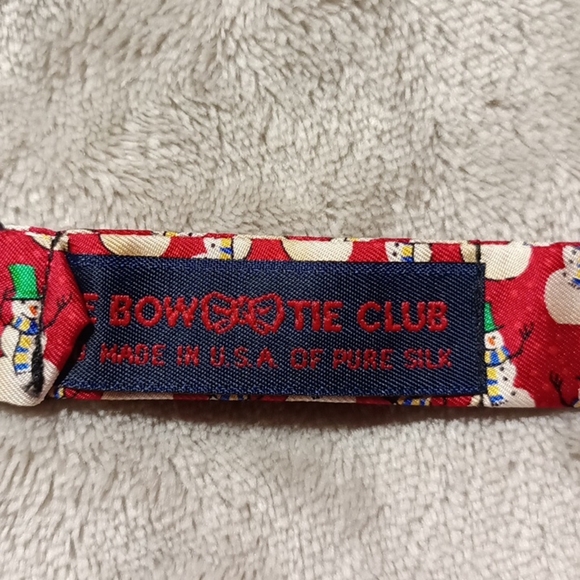 E BOW TIE CLUB
MADE IN U.S.A. OF PURE SILK